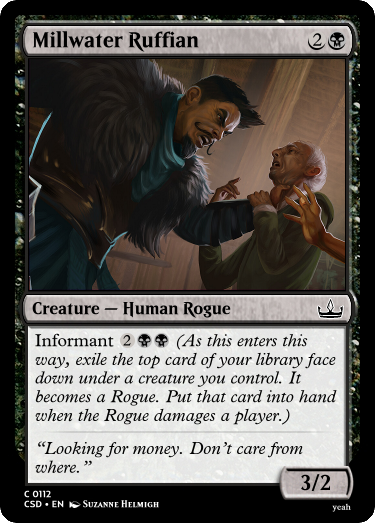 Millwater Ruffian 2
Creature — Human Rogue
Informant 2 (As this enters this
way, exile the top card of your library face
down under a creature you control. It
becomes a Rogue. Put that card into hand
when the Rogue damages a player.)
“Looking for money. Don’t care from
where.”
3/2
C 0112
CSD • EN Suzanne Helmigh
yeah